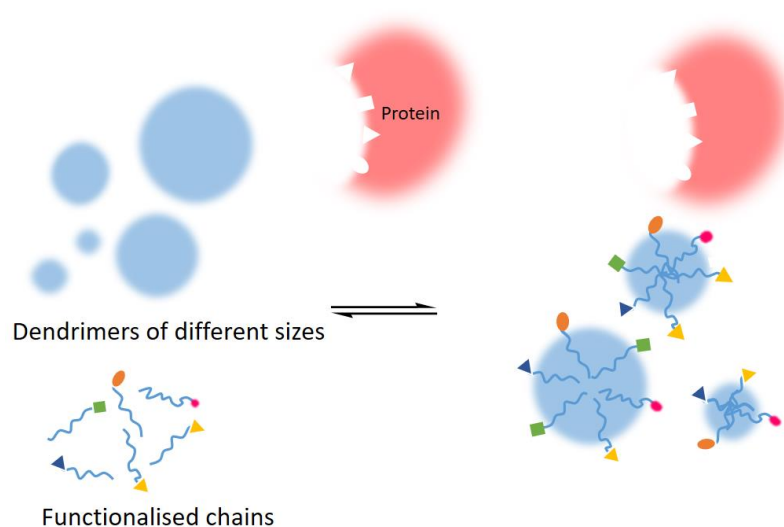 Protein
Dendrimers of different sizes
Functionalised chains